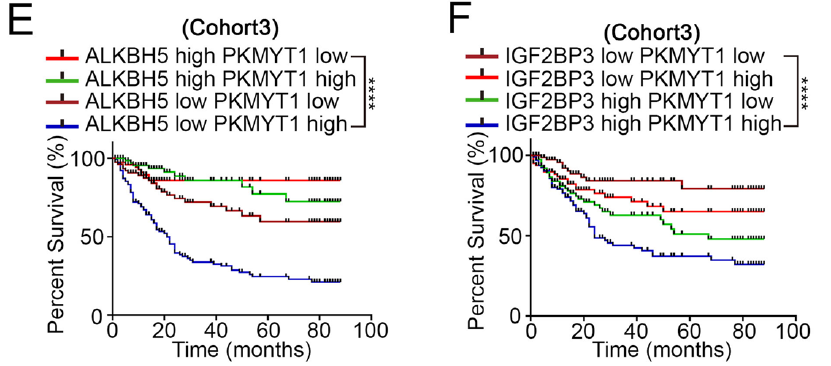 E
(Cohort3)
ALKBH5 high PKMYT1 low
ALKBH5 high PKMYT1 high
ALKBH5 low PKMYT1 low
ALKBH5 low PKMYT1 high
****
Percent Survival (%)
100
50
0
0 20 40 60 80 100
Time (months)
F
(Cohort3)
IGF2BP3 low PKMYT1 low
IGF2BP3 low PKMYT1 high
IGF2BP3 high PKMYT1 low
IGF2BP3 high PKMYT1 high
****
Percent Survival (%)
100
50
0
0 20 40 60 80 100
Time (months)